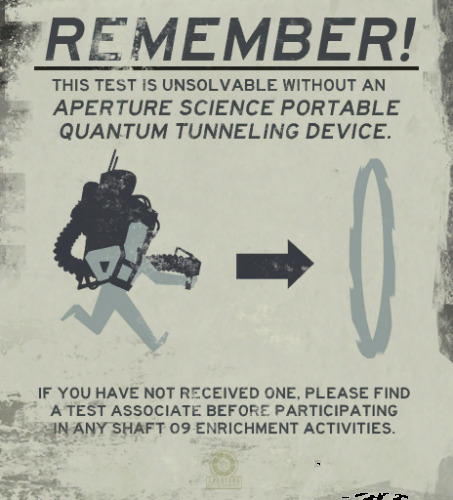 REMEMBER!
THIS TEST IS UNSOLVABLE WITHOUT AN
APERTURE SCIENCE PORTABLE
QUANTUM TUNNELING DEVICE.
IF YOU HAVE NOT RECEIVED ONE, PLEASE FIND
A TEST ASSOCIATE BEFORE PARTICIPATING
IN ANY SHAFT 09 ENRICHMENT ACTIVITIES.